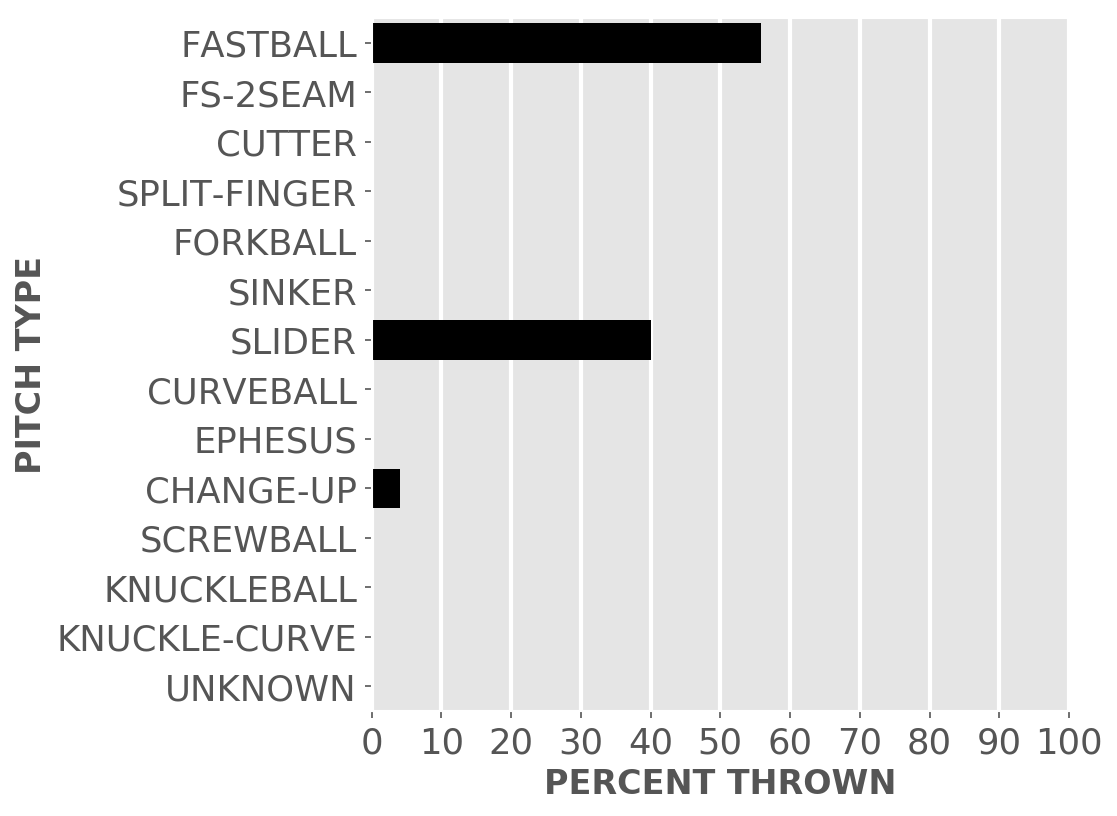 FASTBALL
FS-2SEAM
CUTTER
SPLIT-FINGER
FORKBALL
SINKER
SLIDER
CURVEBALL
EPHESUS
CHANGE-UP
SCREWBALL
KNUCKLEBALL
KNUCKLE-CURVE
UNKNOWN
PITCH TYPE
0 10 20 30 40 50 60 70 80 90 100
PERCENT THROWN